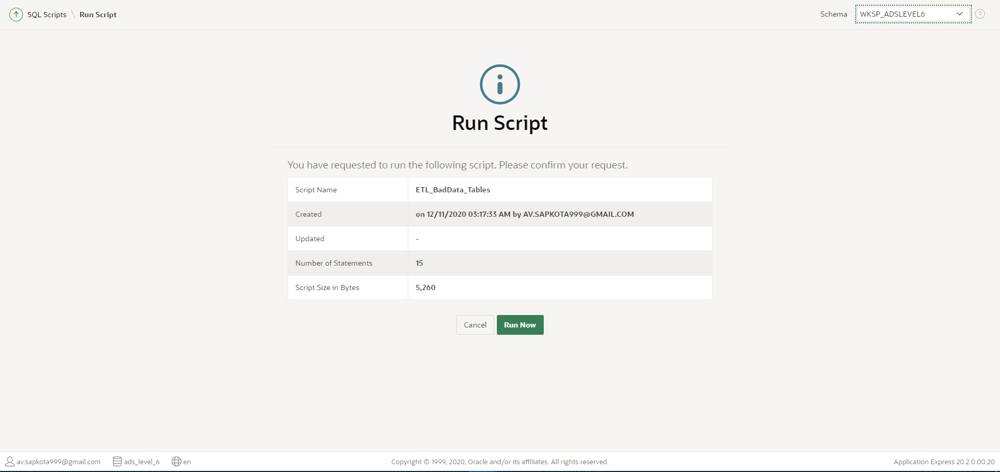 SQL Scripts \ Run Script
Schema WKSP_ADSLEVEL6 ?
Run Script
You have requested to run the following script. Please confirm your request.
Script Name ETL_BadData_Tables
Created on 12/11/2020 03:17:33 AM by AV.SAPKOTA999@GMAIL.COM
Updated -
Number of Statements 15
Script Size in Bytes 5,260
Cancel Run Now
av.sapkota999@gmail.com ads_level_6 en Copyright © 1999, 2020, Oracle and/or its affiliates. All rights reserved. Application Express 20.2.0.00.20